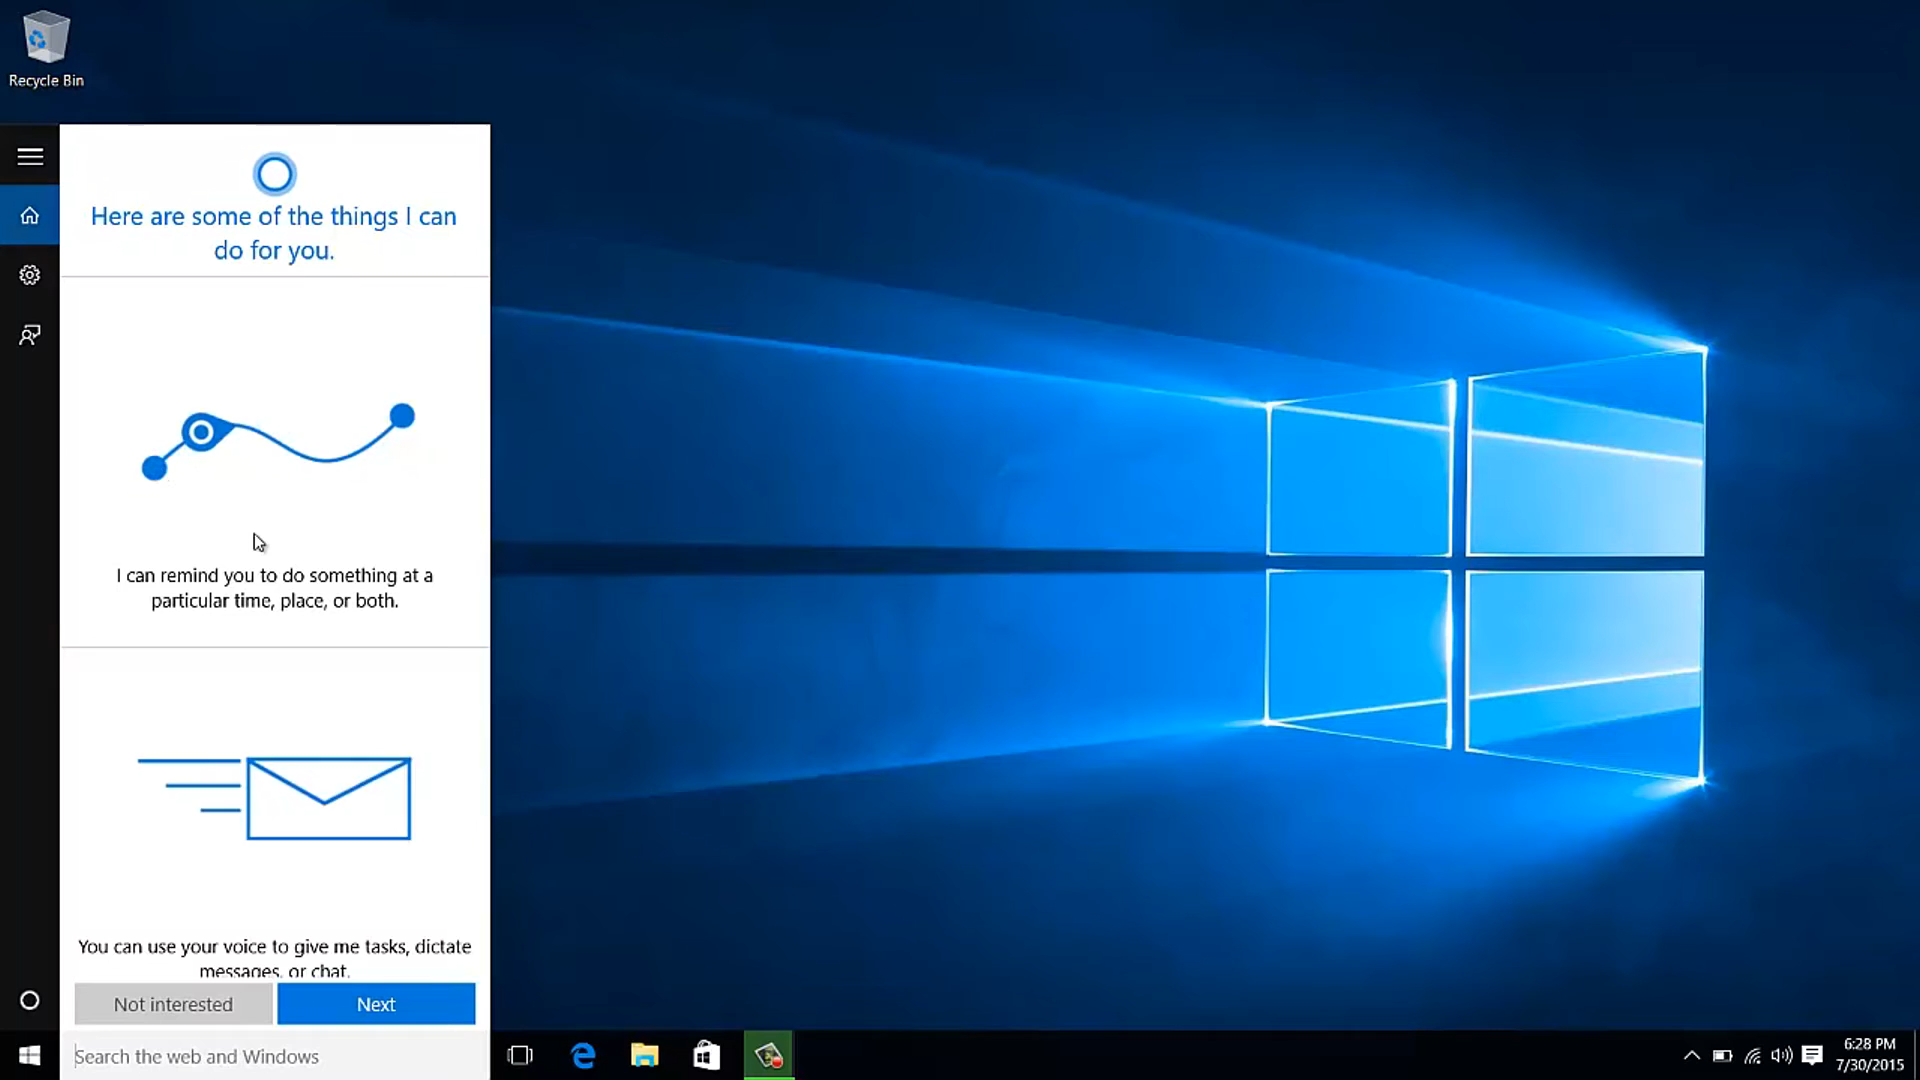 Recycle Bin
Here are some of the things I can
do for you.
I can remind you to do something at a
particular time, place, or both.
You can use your voice to give me tasks, dictate
messages, or chat.
Not interested
Next
Search the web and Windows
6:28 PM
7/30/2015